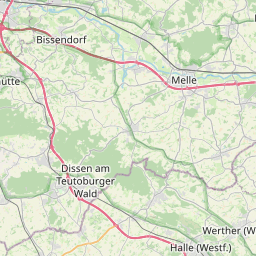 Bissendorf
Melle
ütte
Dissen am
Teutoburger
Wald
Werther (W
Halle (Westf.)